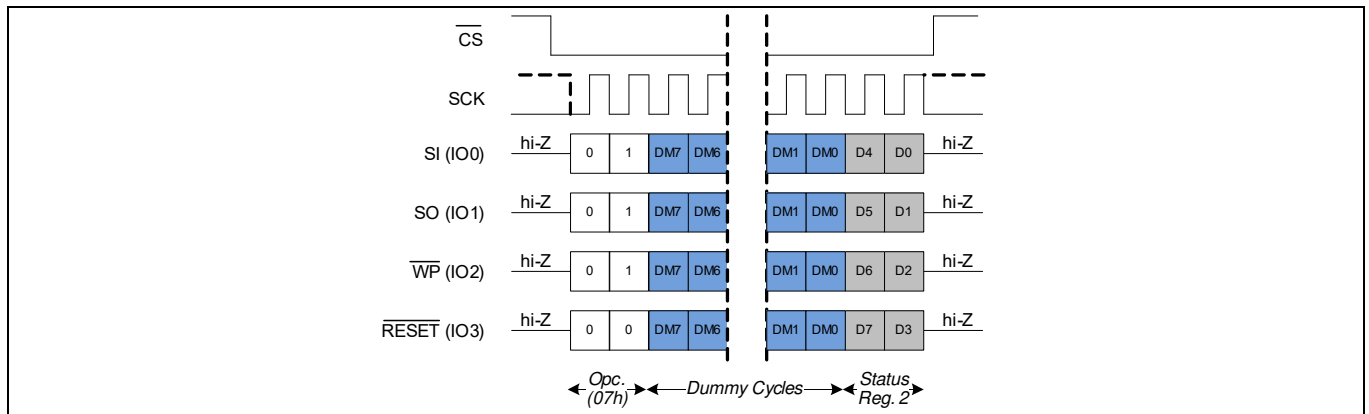 CS
SCK
SI (IO0) hi-Z 0 1 DM7 DM6 DM1 DM0 D4 D0 hi-Z
SO (IO1) hi-Z 0 1 DM7 DM6 DM1 DM0 D5 D1 hi-Z
WP (IO2) hi-Z 0 1 DM7 DM6 DM1 DM0 D6 D2 hi-Z
RESET (IO3) hi-Z 0 0 DM7 DM6 DM1 DM0 D7 D3 hi-Z
Opc.
(07h)
Dummy Cycles
Status
Reg. 2